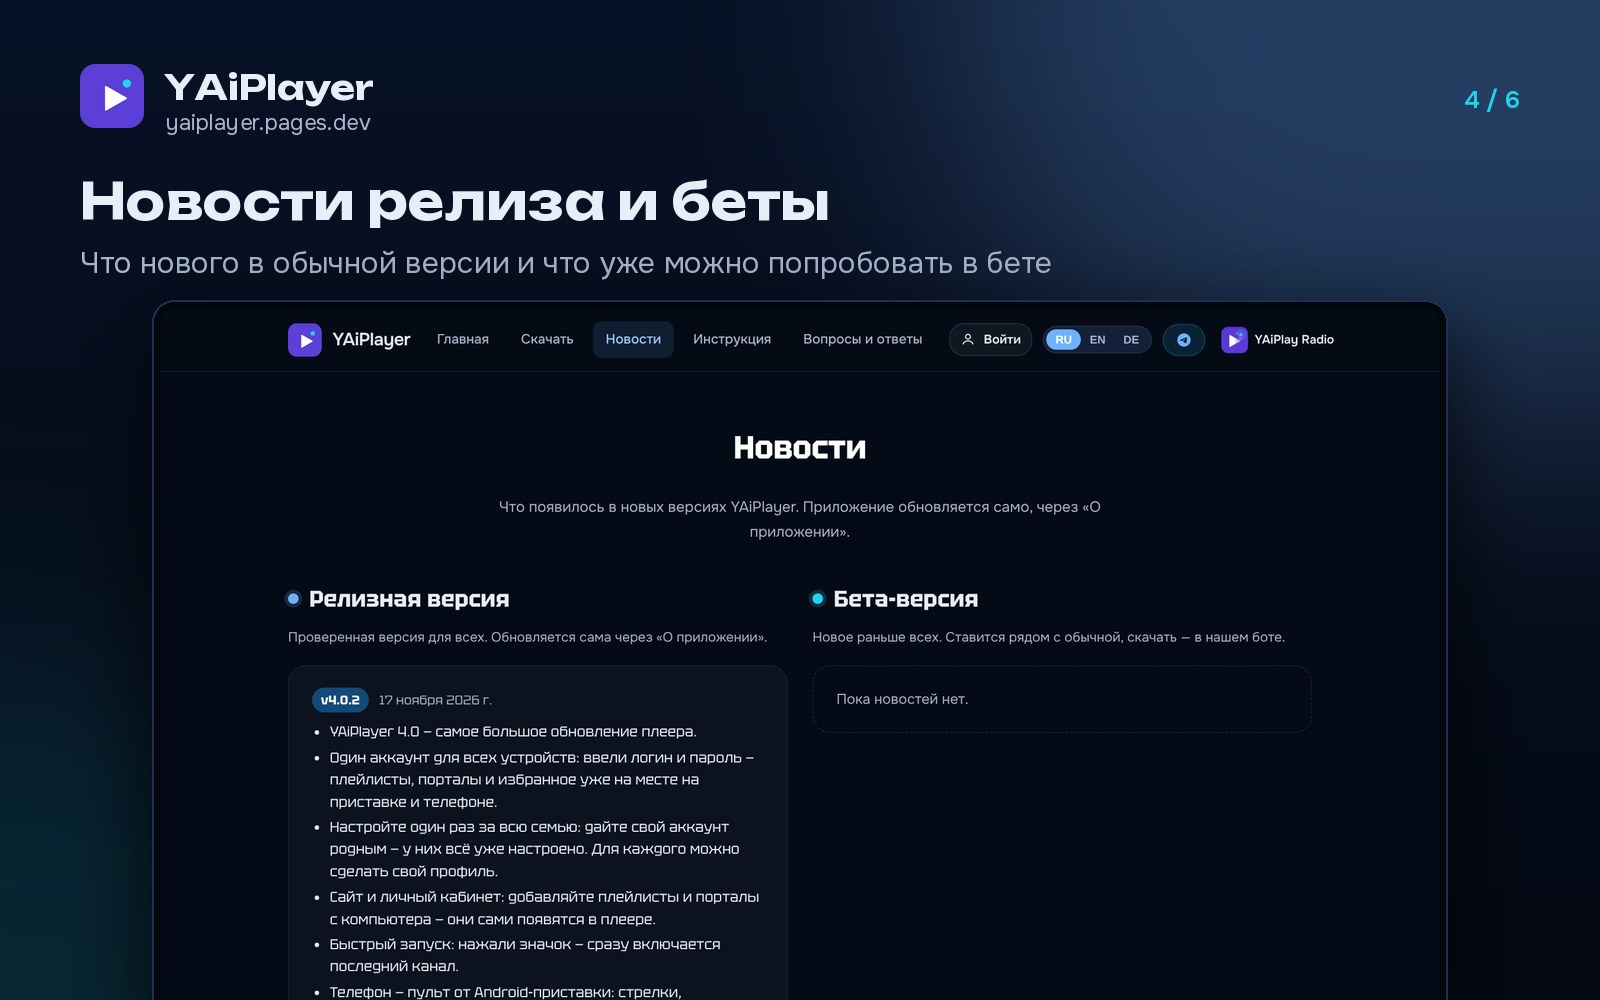 YAiPlayer
yaiplayer.pages.dev
4 / 6
Новости релиза и беты
Что нового в обычной версии и что уже можно попробовать в бете
YAiPlayer
Главная
Скачать
Новости
Инструкция
Вопросы и ответы
Войти
RU
EN
DE
YAiPlay Radio
Новости
Что появилось в новых версиях YAiPlayer. Приложение обновляется само, через «О
приложении».
Релизная версия
Проверенная версия для всех. Обновляется сама через «О приложении».
v4.0.2
17 ноября 2026 г.
• YAiPlayer 4.0 – самое большое обновление плеера.
• Один аккаунт для всех устройств: ввели логин и пароль –
плейлисты, порталы и избранное уже на месте на
приставке и телефоне.
• Настройте один раз за всю семью: дайте свой аккаунт
родным – у них всё уже настроено. Для каждого можно
сделать свой профиль.
• Сайт и личный кабинет: добавляйте плейлисты и порталы
с компьютера – они сами появятся в плеере.
• Быстрый запуск: нажали значок – сразу включается
последний канал.
• Телефон – пульт от Android-приставки: стрелки,
Бета-версия
Новое раньше всех. Ставится рядом с обычной, скачать — в нашем боте.
Пока новостей нет.